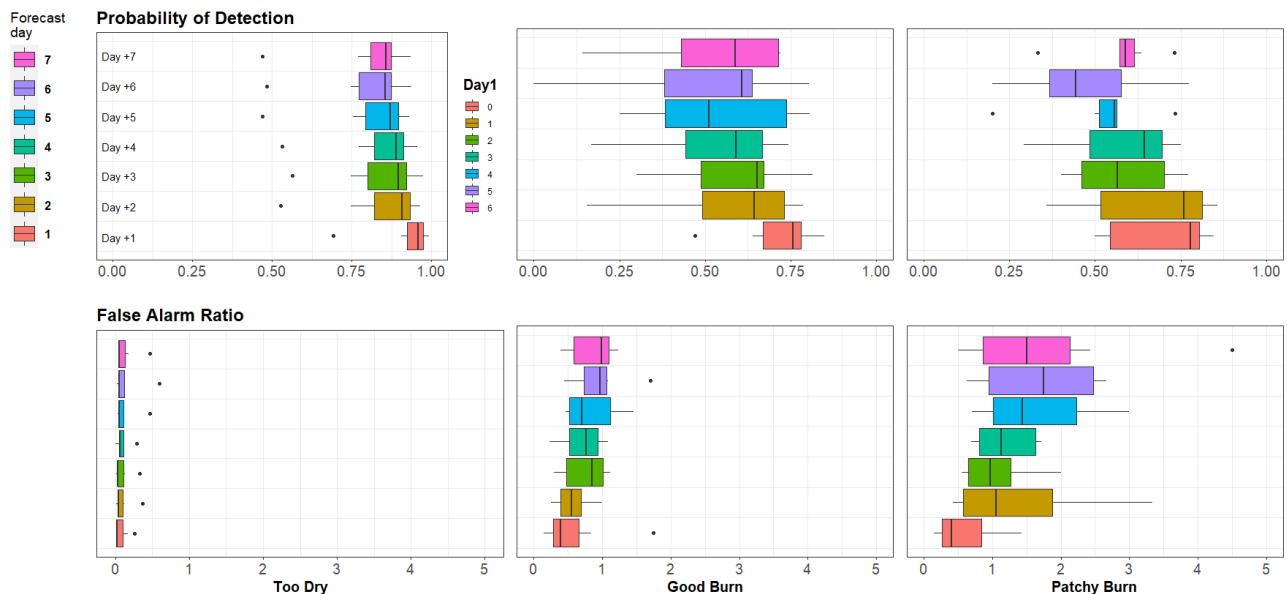 Forecast
day
7
6
5
4
3
2
1
Probability of Detection
Day +7
Day +6
Day +5
Day +4
Day +3
Day +2
Day +1
0.00 0.25 0.50 0.75 1.00
Day1
0
1
2
3
4
5
6
0.00 0.25 0.50 0.75 1.00
0.00 0.25 0.50 0.75 1.00
False Alarm Ratio
0 1 2 3 4 5
Too Dry
0 1 2 3 4 5
Good Burn
0 1 2 3 4 5
Patchy Burn